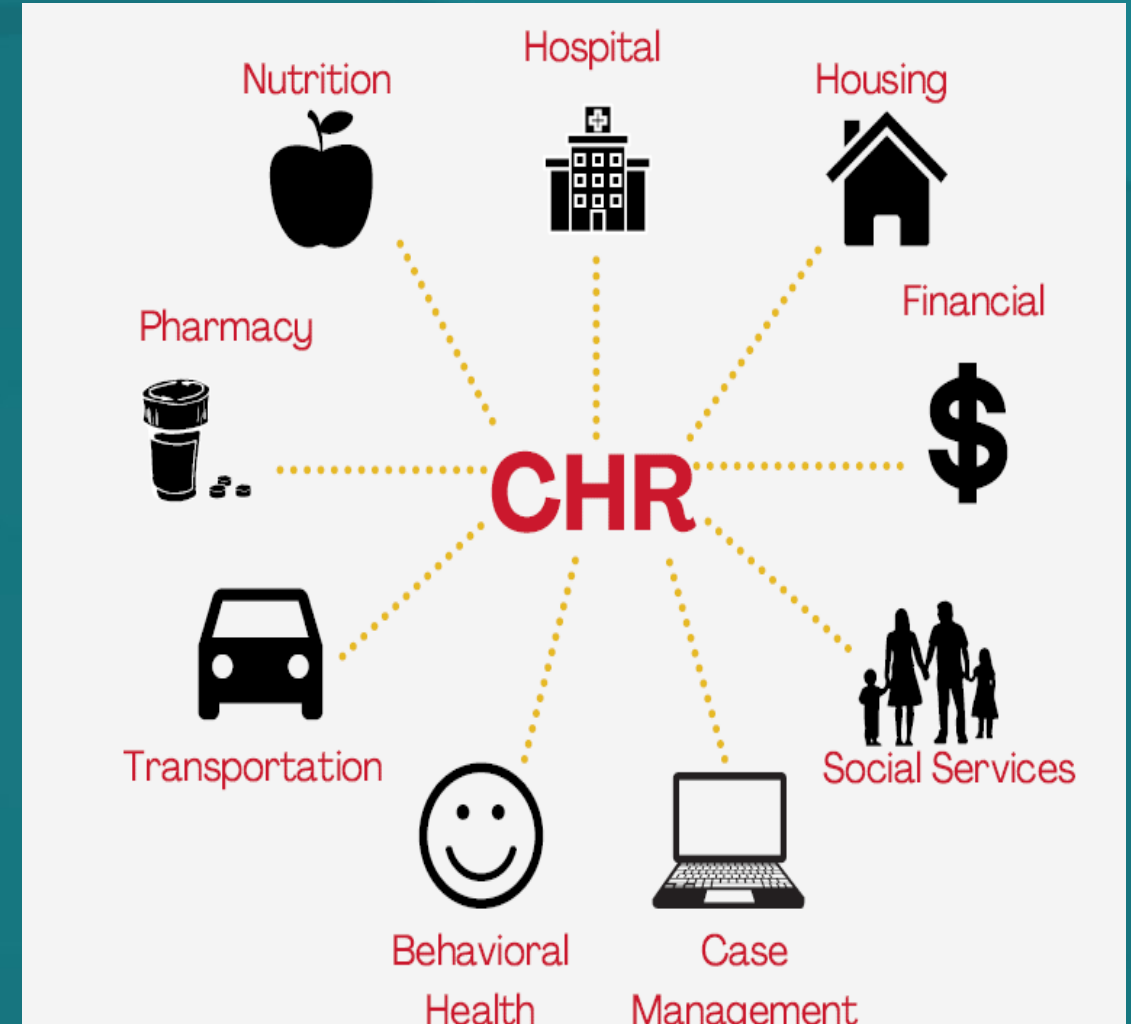 Hospital
Nutrition
Housing
Financial
Pharmacy
$
CHR
Transportation
Social Services
Behavioral
Health
Case
Management